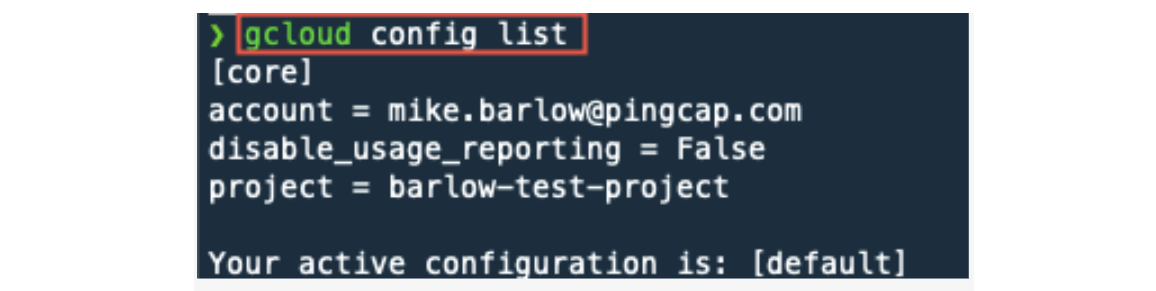 ❯ gcloud config list
[core]
account = mike.barlow@pingcap.com
disable_usage_reporting = False
project = barlow-test-project
Your active configuration is: [default]